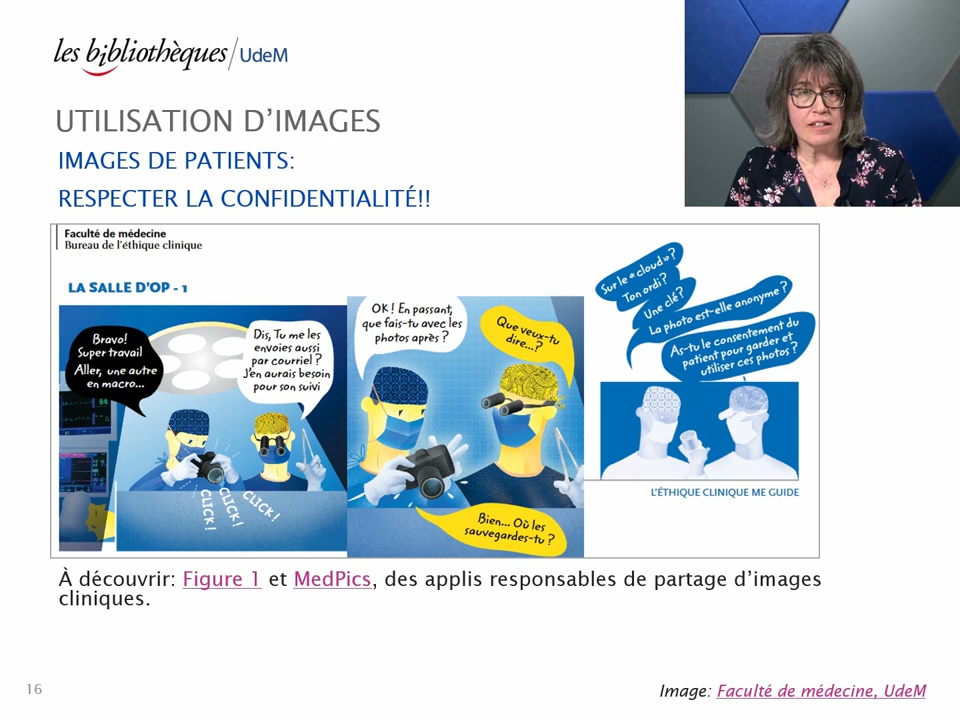 les bibliothèques/UdeM
UTILISATION D'IMAGES
IMAGES DE PATIENTS:
RESPECTER LA CONFIDENTIALITÉ!!
Faculté de médecine
Bureau de l'éthique clinique
LA SALLE D'OP - 1
Bravo!
Super travail
Aller, une autre
en macro...
Dis, Tu me les
envoies aussi
par courriel ?
J'en aurais besoin
pour son suivi
CLICK!
CLICK!
CLICK!
OK! En passant,
que fais-tu avec les
photos après ?
Que veux-tu
dire...?
Bien... Où les
sauvegardes-tu ?
Sur le « cloud » ?
Ton ordi?
Une clé?
La photo est-elle anonyme ?
As-tu le consentement du
patient pour garder et
utiliser ces photos ?
L'ÉTHIQUE CLINIQUE ME GUIDE
À découvrir: Figure 1 et MedPics, des applis responsables de partage d'images
cliniques.
16
Image: Faculté de médecine, UdeM